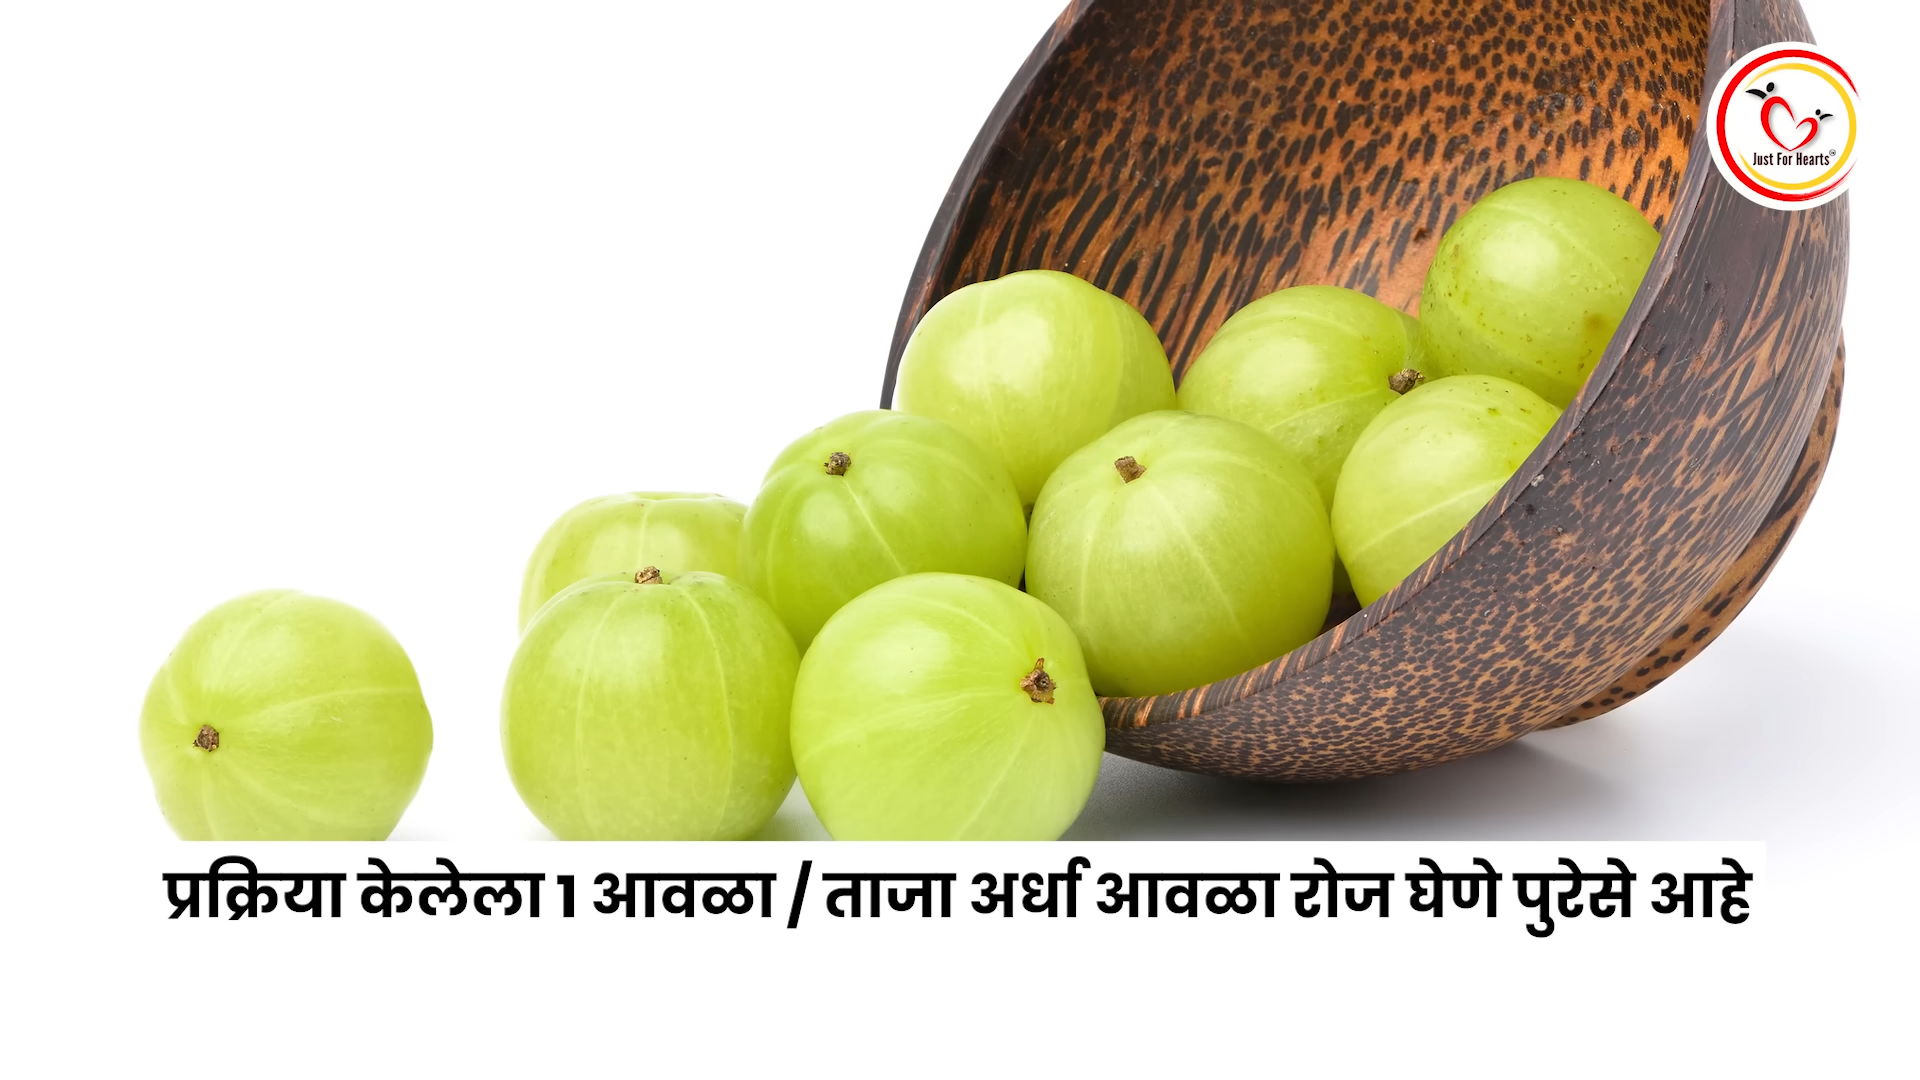 Just For Hearts
प्रक्रिया केलेला 1 आवळा / ताजा अर्धा आवळा रोज घेणे पुरेसे आहे